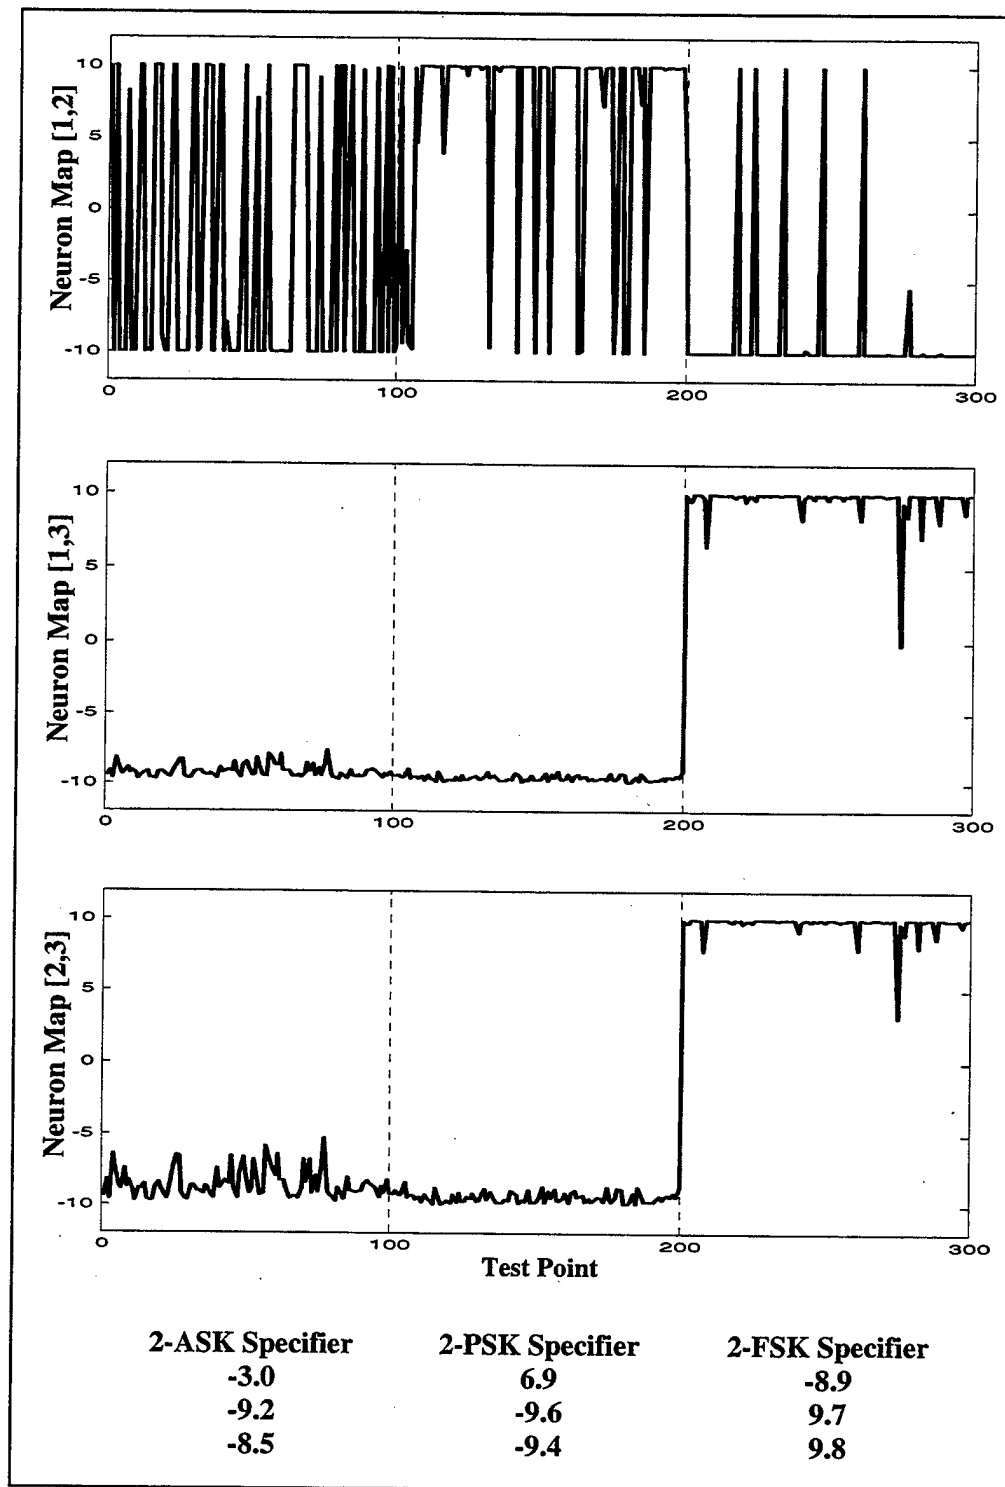 Neuron Map [1,2]
10
5
0
-5
-10
0 100 200 300
Neuron Map [1,3]
10
5
0
-5
-10
0 100 200 300
Neuron Map [2,3]
10
5
0
-5
-10
0 100 200 300
Test Point
2-ASK Specifier 2-PSK Specifier 2-FSK Specifier
-3.0 6.9 -8.9
-9.2 -9.6 9.7
-8.5 -9.4 9.8